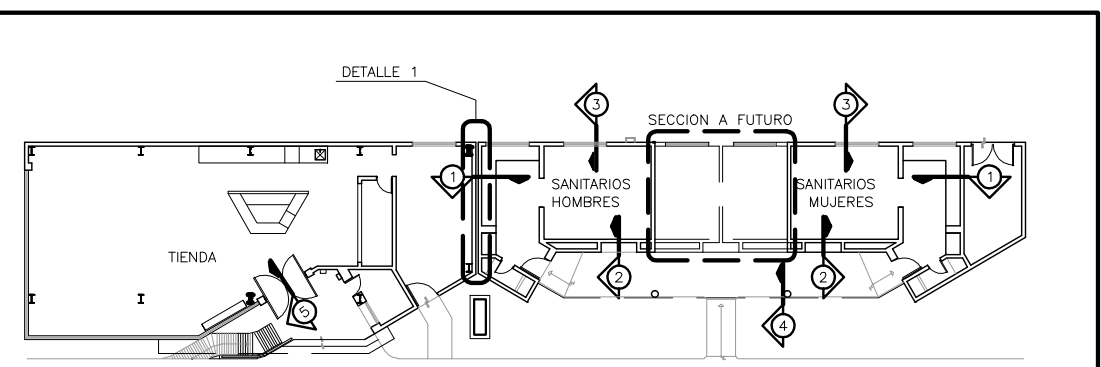 DETALLE 1
3
3
SECCION A FUTURO
1
SANITARIOS
HOMBRES
SANITARIOS
MUJERES
1
TIENDA
2
2
5
4